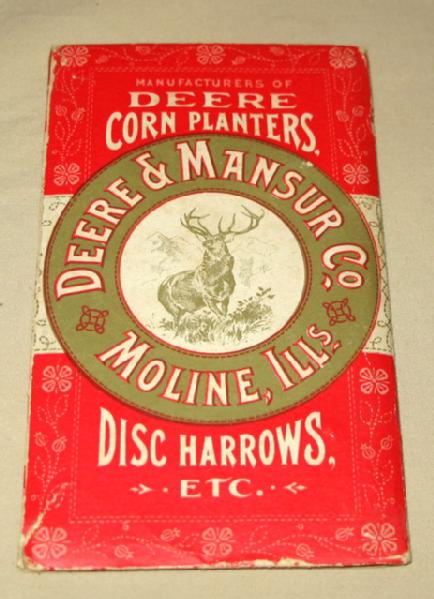 MANUFACTURERS OF
DEERE
CORN PLANTERS,
DEERE & MANSUR CO.
MOLINE, ILLS.
DISC HARROWS,
ETC.